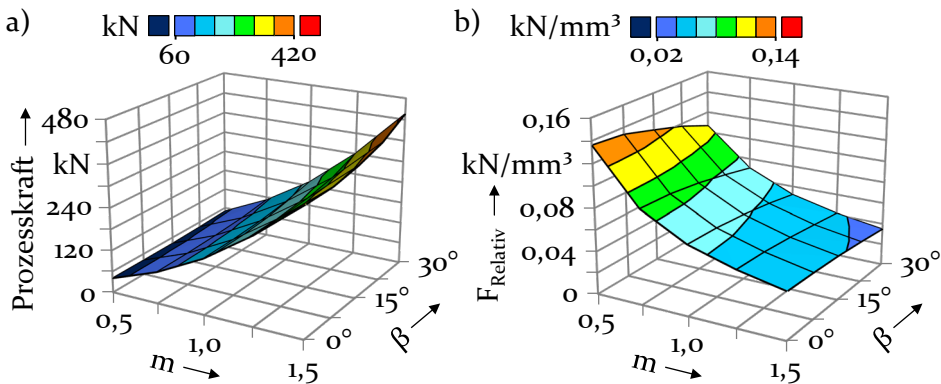 a)
kN
60
420
480
kN
240
120
0
Prozesskraft
0,5
1,0
1,5
m
0°
15°
30°
β
b)
kN/mm³
0,02
0,14
0,16
kN/mm³
0,08
0,04
0
F_Relativ
0,5
1,0
1,5
m
0°
15°
30°
β